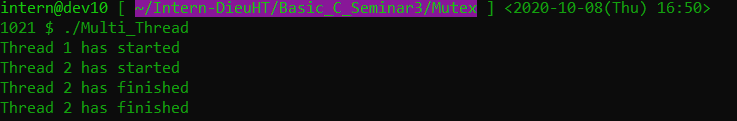 intern@dev10 [ ~/Intern-DieuHT/Basic_C_Seminar3/Mutex ] <2020-10-08(Thu) 16:50>
1021 $ ./Multi_Thread
Thread 1 has started
Thread 2 has started
Thread 2 has finished
Thread 2 has finished